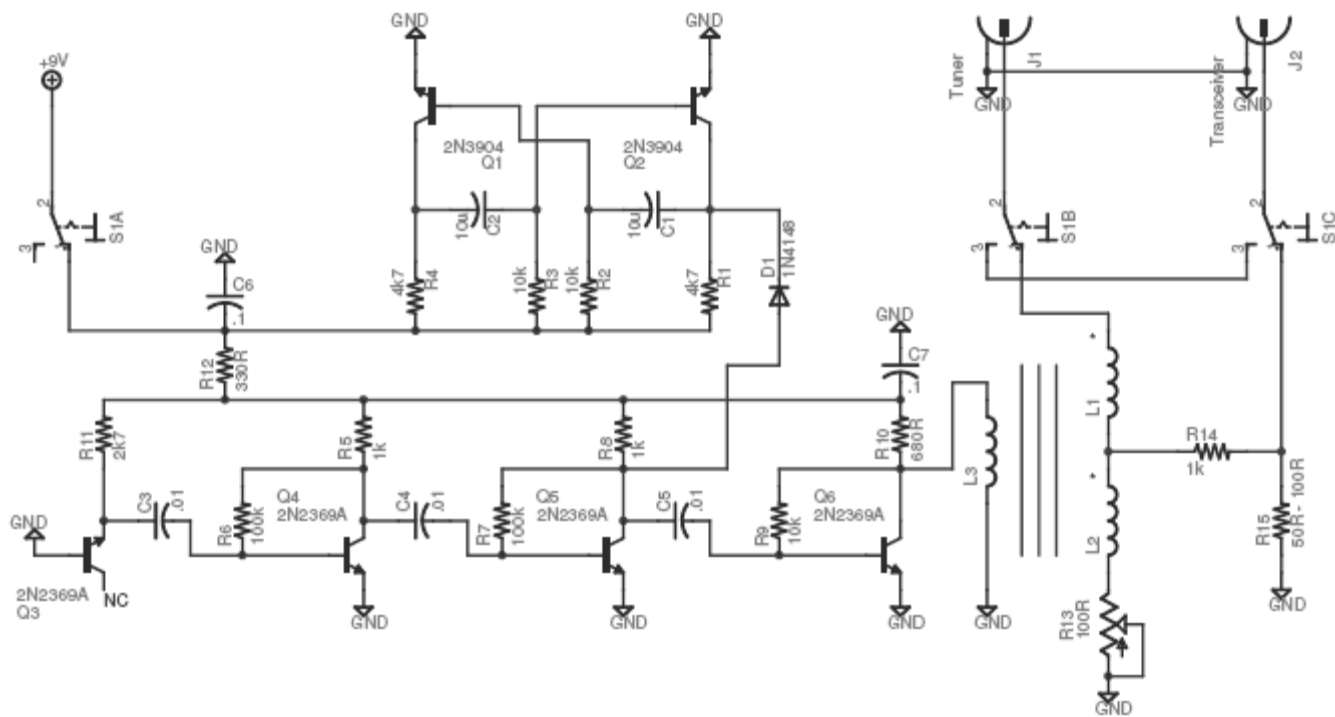 GND
GND
+9V
Tuner
J1
GND
Transceiver
J2
GND
2N3904
Q1
2N3904
Q2
2
S1A
3
10u
C2
10u
C1
2
S1B
3
2
S1C
3
GND
C6
.1
4k7
R4
10k
R3
10k
R2
4k7
R1
D1
1N4148
GND
C7
.1
R12
330R
R11
2k7
R5
1k
R8
1k
R10
680R
*
L1
R14
1k
L3
*
L2
R15
50R - 100R
GND
C3
.01
R6
100k
Q4
2N2369A
C4
.01
R7
100k
Q5
2N2369A
C5
.01
R9
10k
Q6
2N2369A
2N2369A
Q3
NC
GND
GND
GND
GND
R13
100R
GND
GND